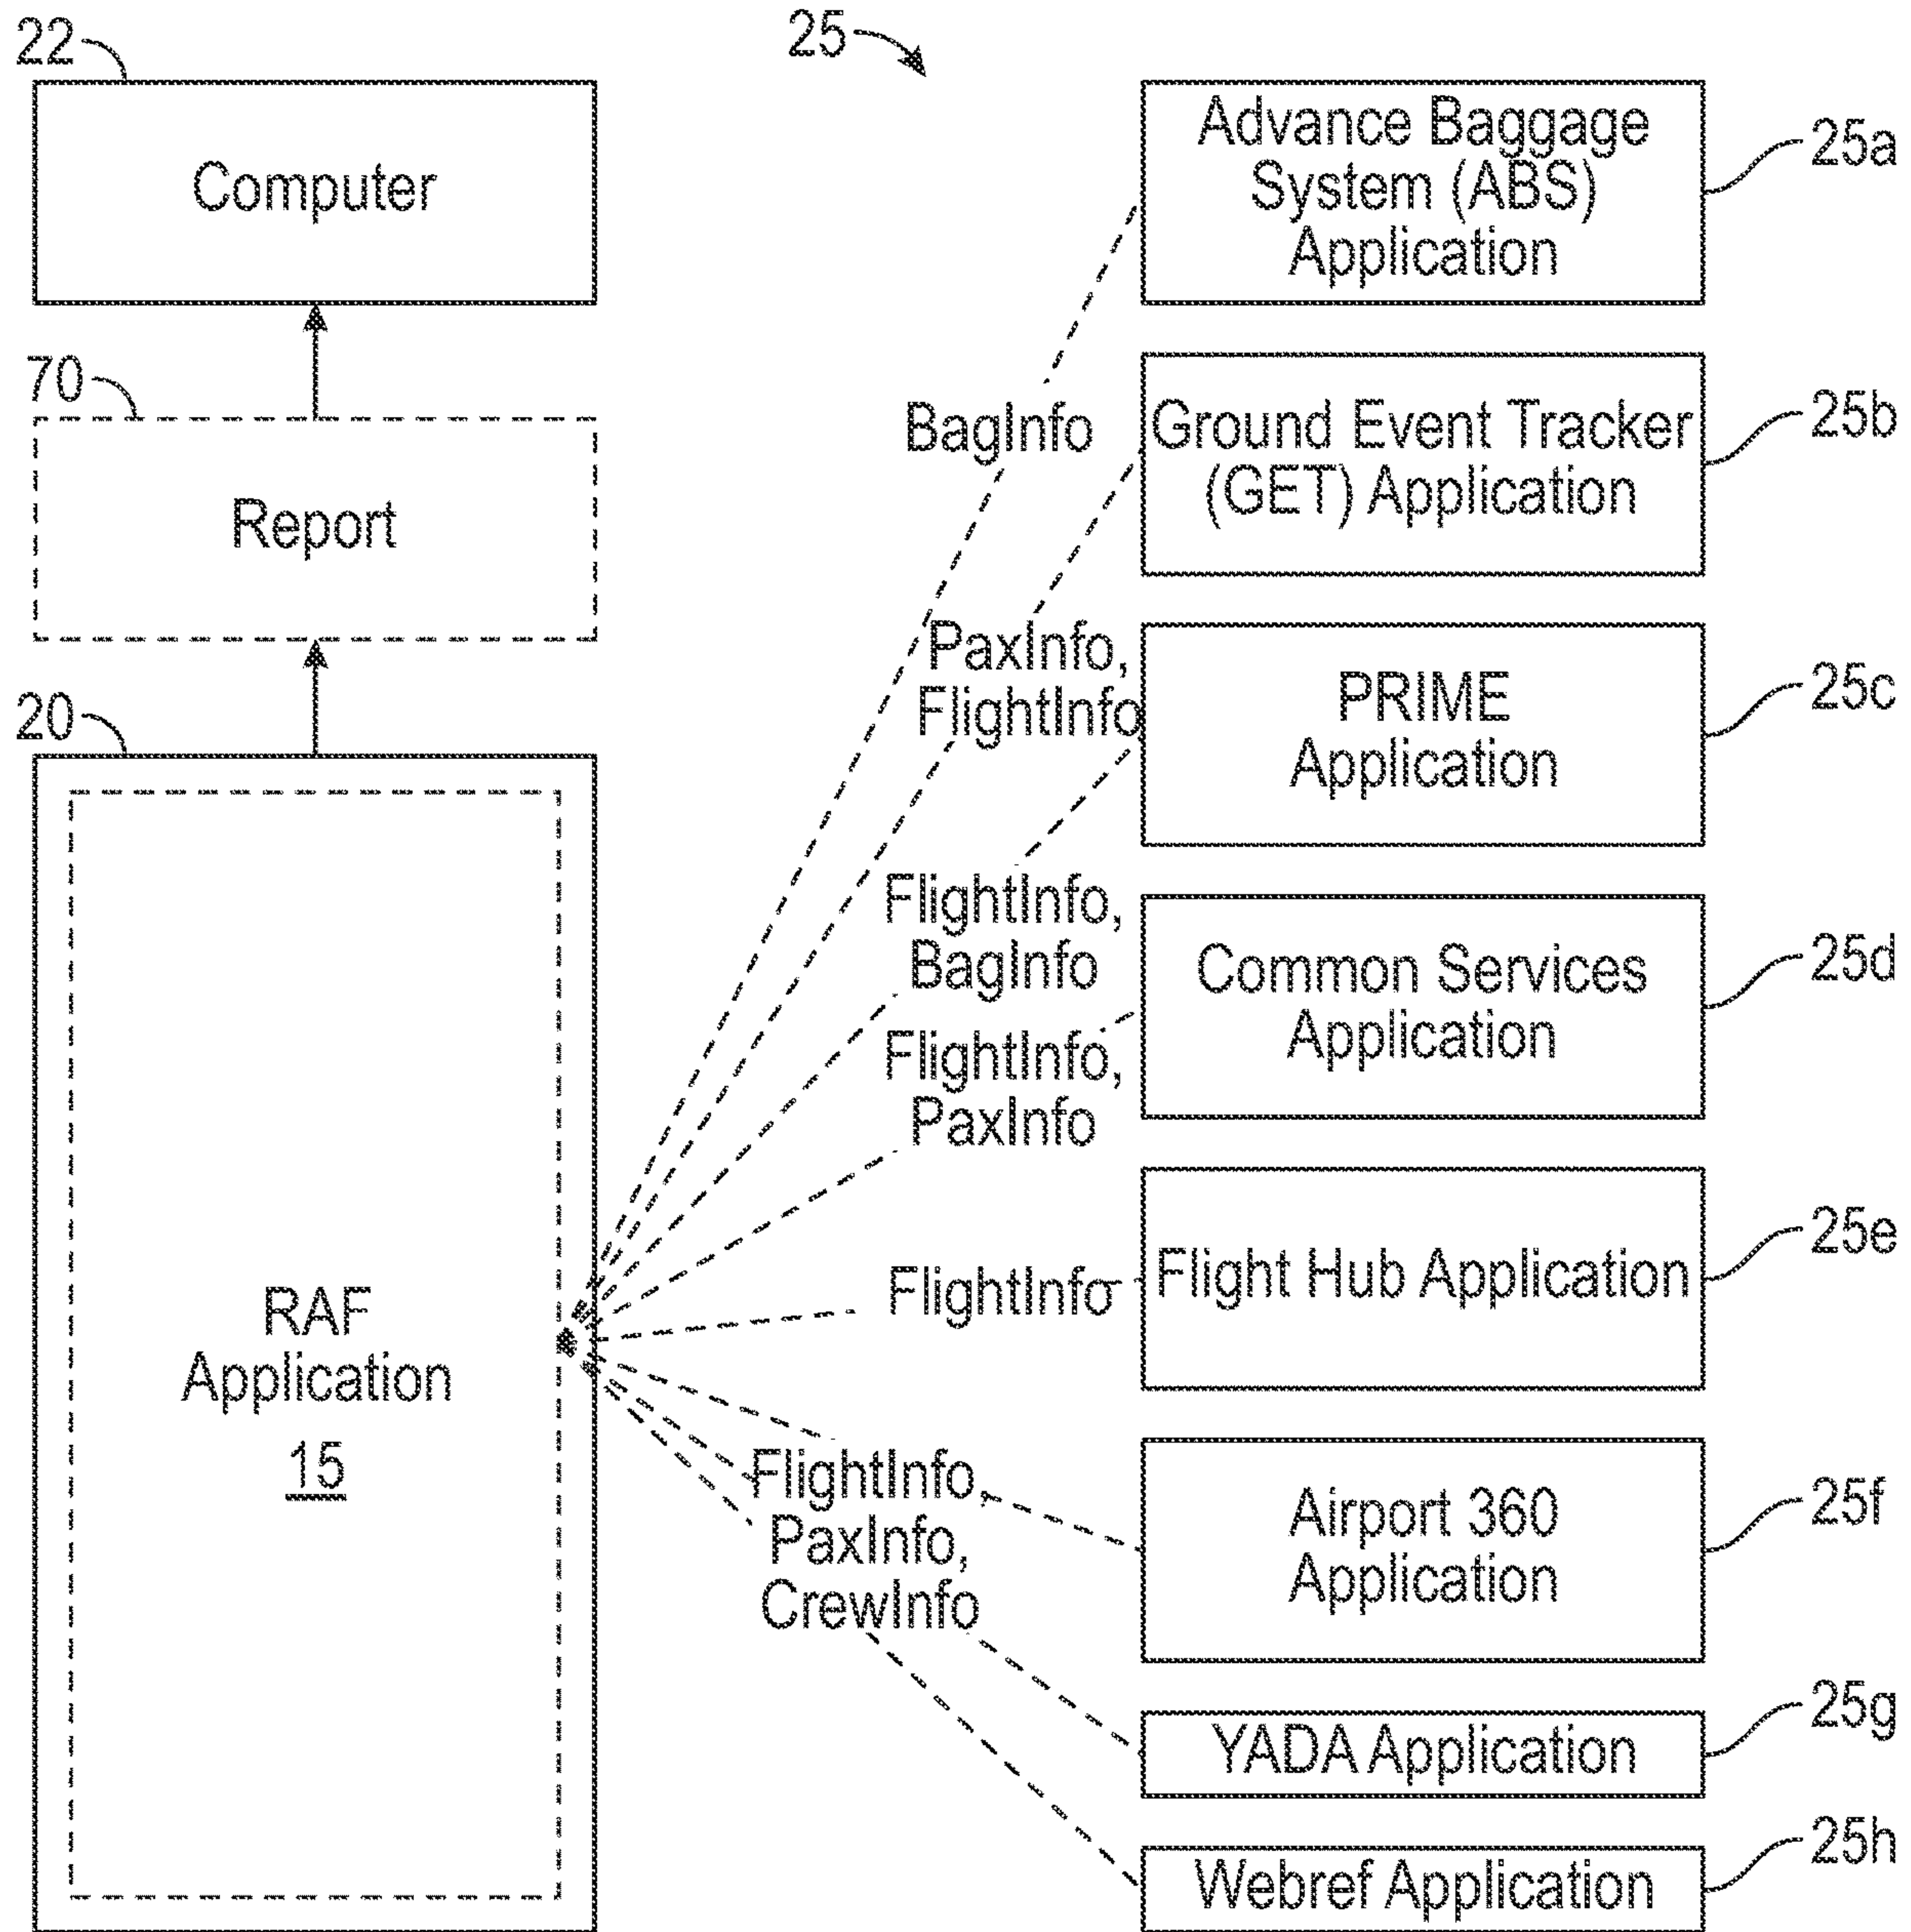 22
Computer
70
Report
20
RAF
Application
15
25
Advance Baggage
System (ABS)
Application
25a
BagInfo
Ground Event Tracker
(GET) Application
25b
PaxInfo,
FlightInfo
PRIME
Application
25c
FlightInfo,
BagInfo
Common Services
Application
25d
FlightInfo,
PaxInfo
Flight Hub Application
25e
FlightInfo
Airport 360
Application
25f
FlightInfo,
PaxInfo,
CrewInfo
YADA Application
25g
Webref Application
25h